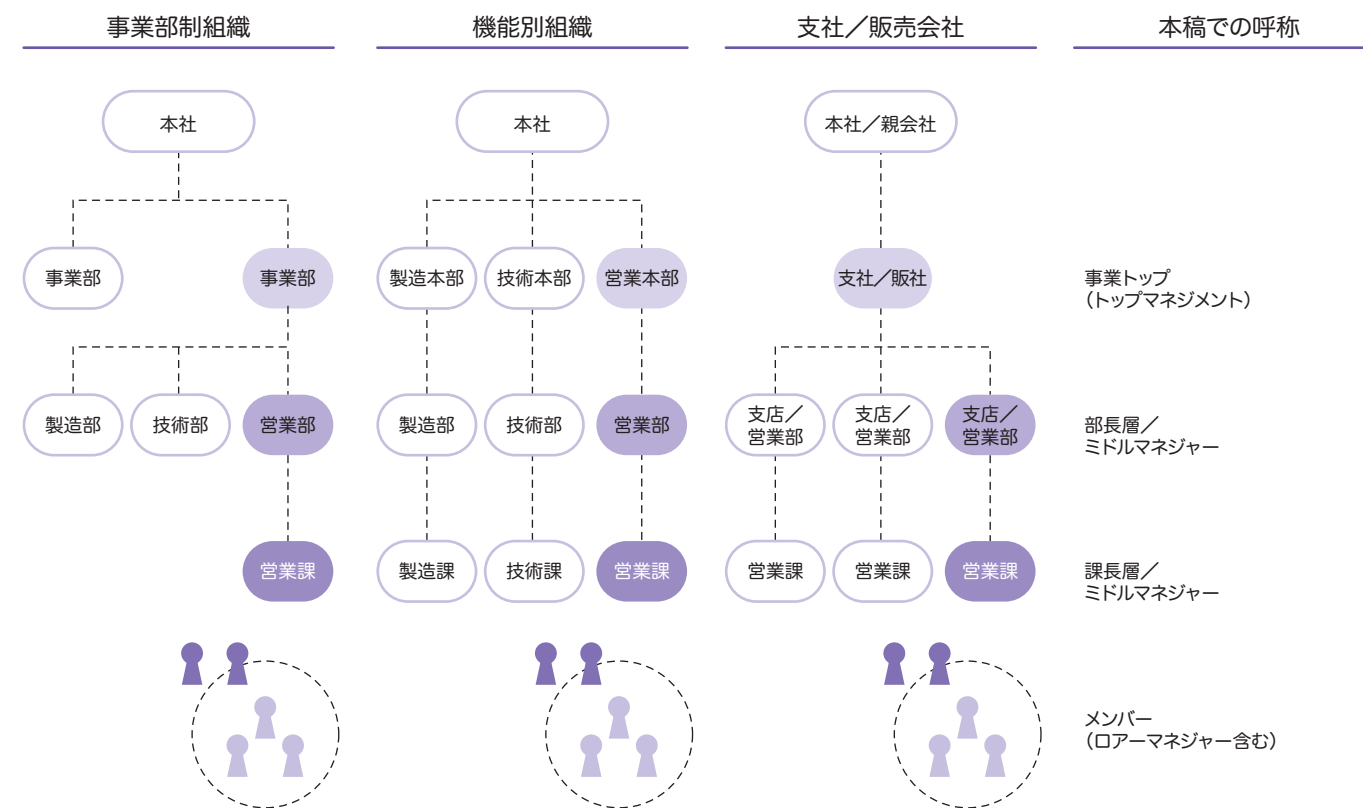 事業部制組織
機能別組織
支社／販売会社
本稿での呼称
本社
本社
本社／親会社
事業部
事業部
製造本部
技術本部
営業本部
支社／販社
事業トップ
（トップマネジメント）
製造部
技術部
営業部
製造部
技術部
営業部
支店／
営業部
支店／
営業部
支店／
営業部
部長層／
ミドルマネジャー
営業課
製造課
技術課
営業課
営業課
営業課
営業課
課長層／
ミドルマネジャー
メンバー
（ロアーマネジャー含む）